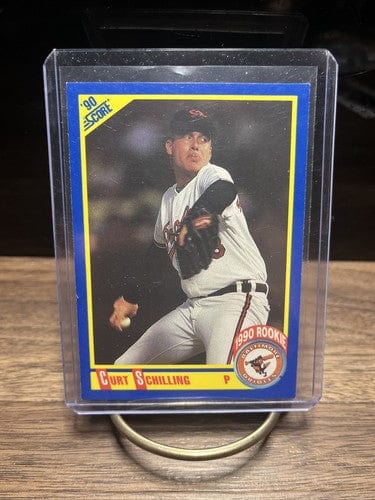 '90
SCORE
1990 ROOKIE
BALTIMORE
ORIOLES
CURT SCHILLING P